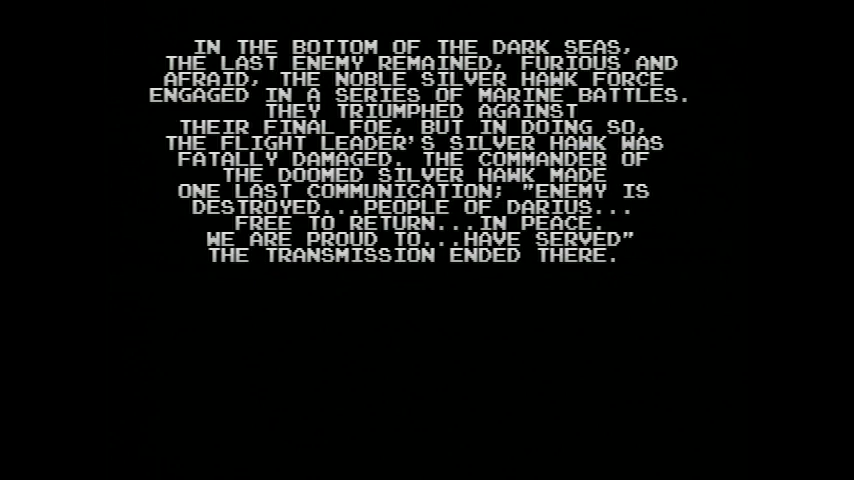 IN THE BOTTOM OF THE DARK SEAS,
THE LAST ENEMY REMAINED, FURIOUS AND
AFRAID, THE NOBLE SILVER HAWK FORCE
ENGAGED IN A SERIES OF MARINE BATTLES.
THEY TRIUMPHED AGAINST
THEIR FINAL FOE, BUT IN DOING SO,
THE FLIGHT LEADER'S SILVER HAWK WAS
FATALLY DAMAGED. THE COMMANDER OF
THE DOOMED SILVER HAWK MADE
ONE LAST COMMUNICATION; "ENEMY IS
DESTROYED...PEOPLE OF DARIUS...
FREE TO RETURN...IN PEACE.
WE ARE PROUD TO...HAVE SERVED"
THE TRANSMISSION ENDED THERE.